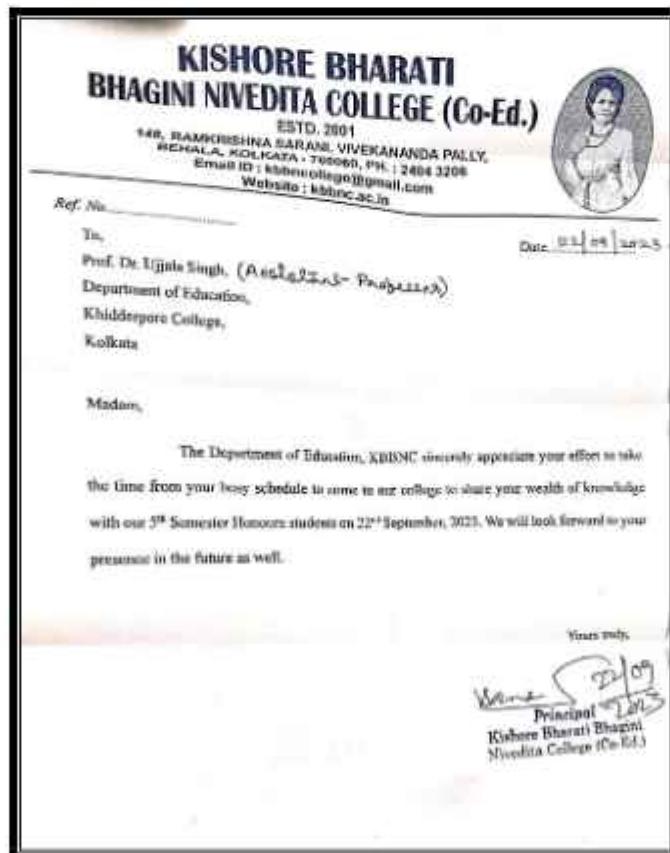 KISHORE BHARATI
BHAGINI NIVEDITA COLLEGE (Co-Ed.)
ESTD. 2001
148, RAMKRISHNA SARANI, VIVEKANANDA PALLY,
BEHALA, KOLKATA - 700060, PH. : 2404 3206
Email ID : kbbncollege@gmail.com
Website : kbbnc.ac.in
Ref. No.
Date 22/09/2023
To,
Prof. Dr. Ujjala Singh,
Department of Education,
Khidderpore College,
Kolkata
Madam,
The Department of Education, KBBNC sincerely appreciate your effort to take
the time from your busy schedule to come to our college to share your wealth of knowledge
with our 5th Semester Honours students on 22nd September, 2023. We will look forward to your
presence in the future as well.
Yours truly,
22/09
2023
Principal
Kishore Bharati Bhagini
Nivedita College (Co-Ed.)